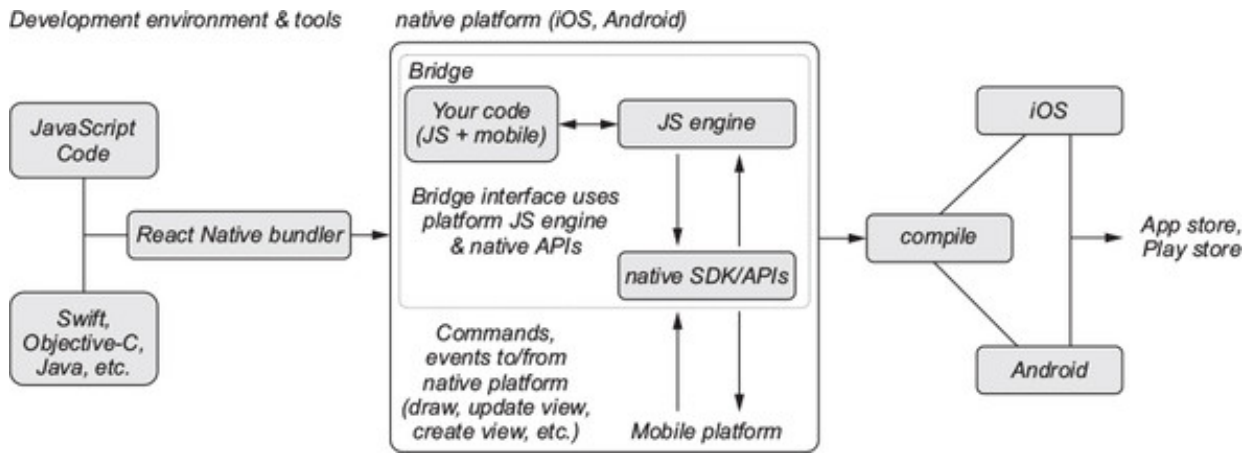 Development environment & tools
native platform (iOS, Android)
JavaScript
Code
React Native bundler
Swift,
Objective-C,
Java, etc.
Bridge
Your code
(JS + mobile)
JS engine
Bridge interface uses
platform JS engine
& native APIs
native SDK/APIs
Commands,
events to/from
native platform
(draw, update view,
create view, etc.)
Mobile platform
compile
iOS
Android
App store,
Play store